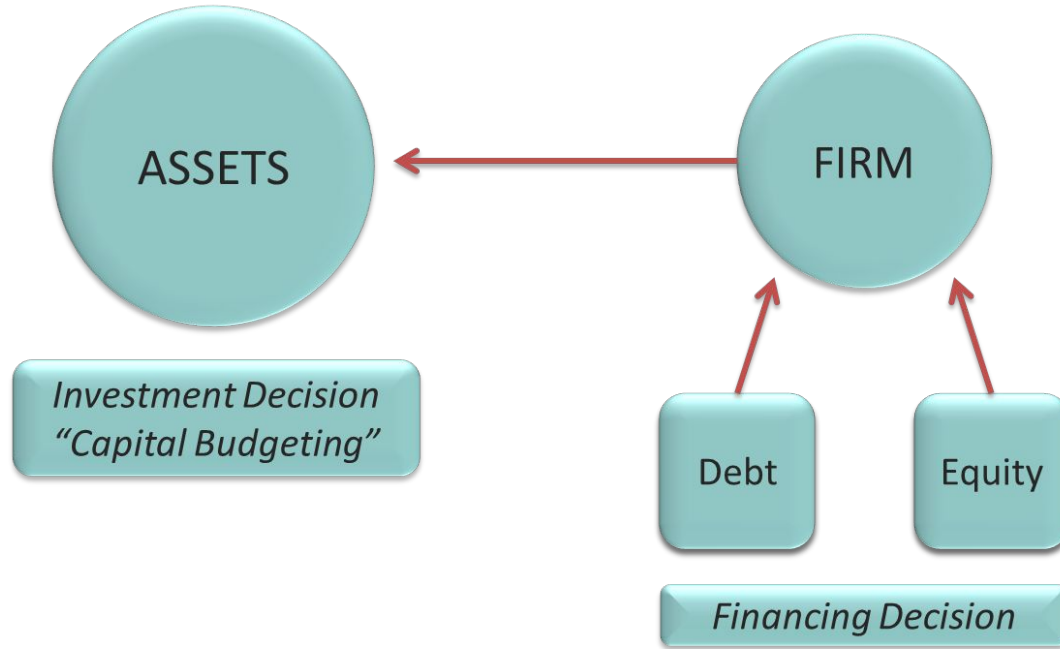 ASSETS
FIRM
Investment Decision
“Capital Budgeting”
Debt
Equity
Financing Decision